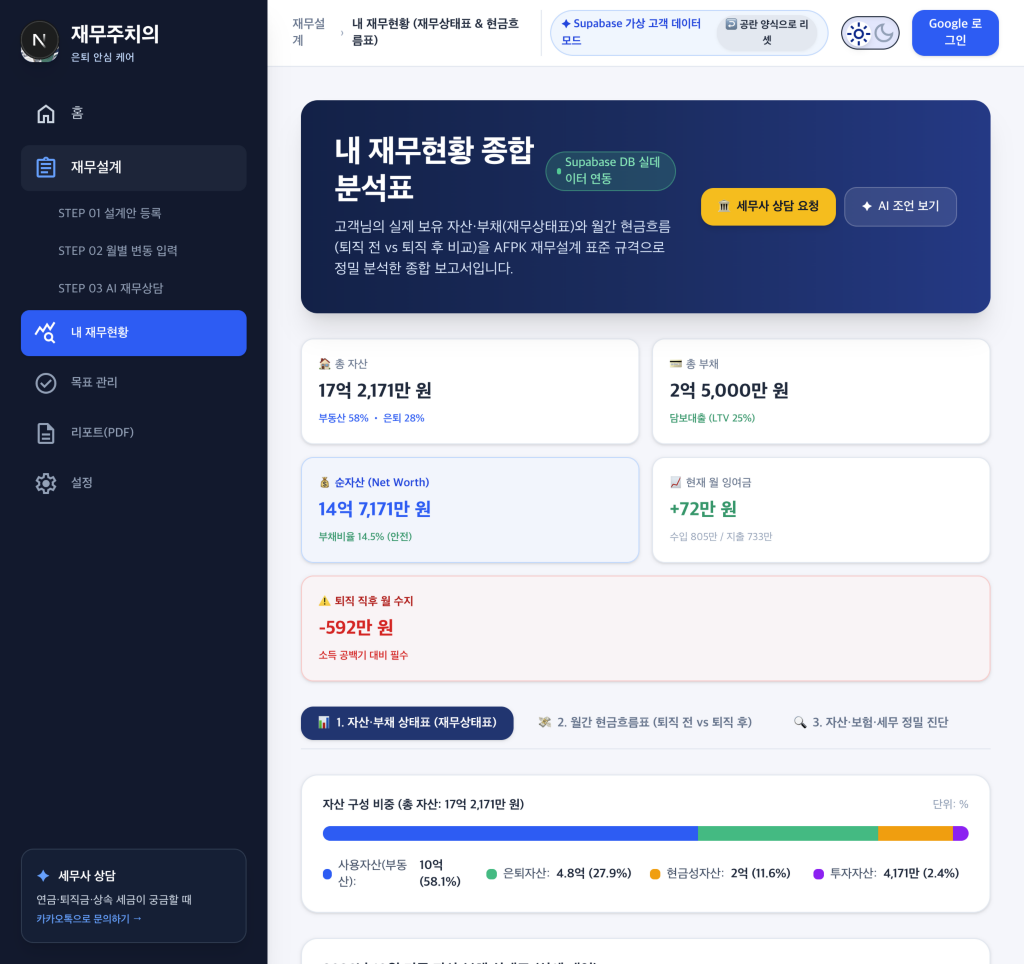 N
재무주치의
은퇴 안심 케어
홈
재무설계
STEP 01 설계안 등록
STEP 02 월별 변동 입력
STEP 03 AI 재무상담
내 재무현황
목표 관리
리포트(PDF)
설정
✦ 세무사 상담
연금·퇴직금·상속 세금이 궁금할 때
카카오톡으로 문의하기 →
재무설
계
›
내 재무현황 (재무상태표 & 현금흐
름표)
✦ Supabase 가상 고객 데이터
모드
공란 양식으로 리
셋
Google 로
그인
내 재무현황 종합
분석표
Supabase DB 실데
이터 연동
고객님의 실제 보유 자산·부채(재무상태표)와 월간 현금흐름
(퇴직 전 vs 퇴직 후 비교)을 AFPK 재무설계 표준 규격으로
정밀 분석한 종합 보고서입니다.
세무사 상담 요청
✦ AI 조언 보기
총 자산
17억 2,171만 원
부동산 58% • 은퇴 28%
총 부채
2억 5,000만 원
담보대출 (LTV 25%)
순자산 (Net Worth)
14억 7,171만 원
부채비율 14.5% (안전)
현재 월 잉여금
+72만 원
수입 805만 / 지출 733만
퇴직 직후 월 수지
-592만 원
소득 공백기 대비 필수
1. 자산·부채 상태표 (재무상태표)
2. 월간 현금흐름표 (퇴직 전 vs 퇴직 후)
3. 자산·보험·세무 정밀 진단
자산 구성 비중 (총 자산: 17억 2,171만 원)
단위: %
사용자산(부동
산):
10억
(58.1%)
은퇴자산: 4.8억 (27.9%)
현금성자산: 2억 (11.6%)
투자자산: 4,171만 (2.4%)